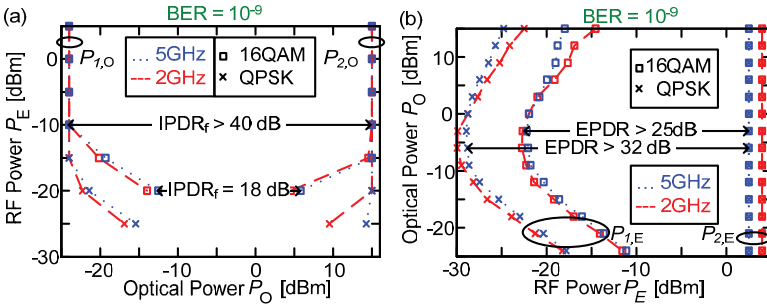 (a)
BER = 10-9
P1,O
P2,O
5GHz
16QAM
2GHz
QPSK
IPDRf > 40 dB
IPDRf = 18 dB
RF Power PE [dBm]
0
-10
-20
-30
-20
-10
0
10
Optical Power PO [dBm]
(b)
BER = 10-9
16QAM
QPSK
EPDR > 25dB
EPDR > 32 dB
5GHz
2GHz
P1,E
P2,E
Optical Power PO [dBm]
10
0
-10
-20
-30
-20
-10
0
RF Power PE [dBm]